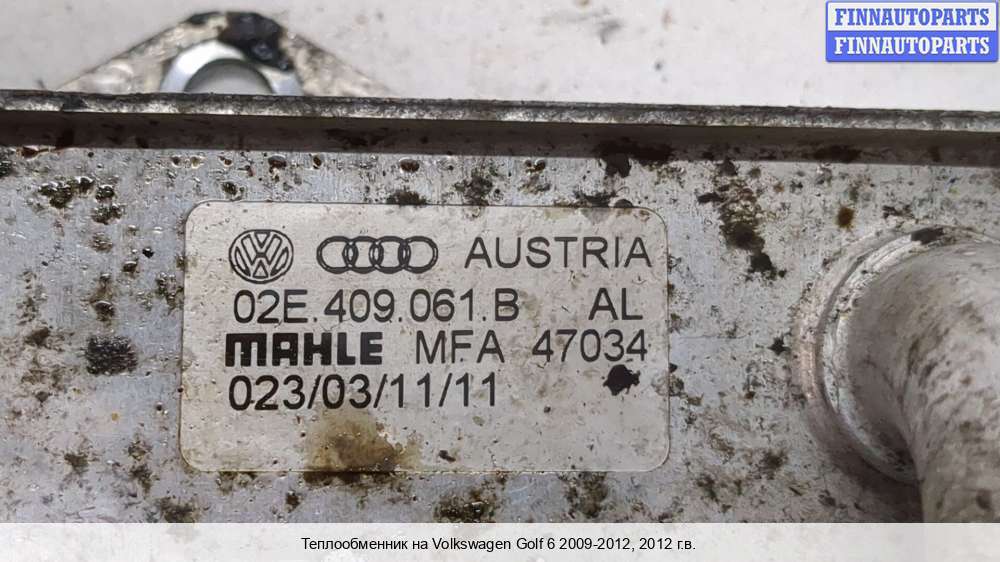 FINNAUTOPARTS
FINNAUTOPARTS
AUSTRIA
02E.409.061.B AL
MAHLE MFA 47034
023/03/11/11
Теплообменник на Volkswagen Golf 6 2009-2012, 2012 г.в.